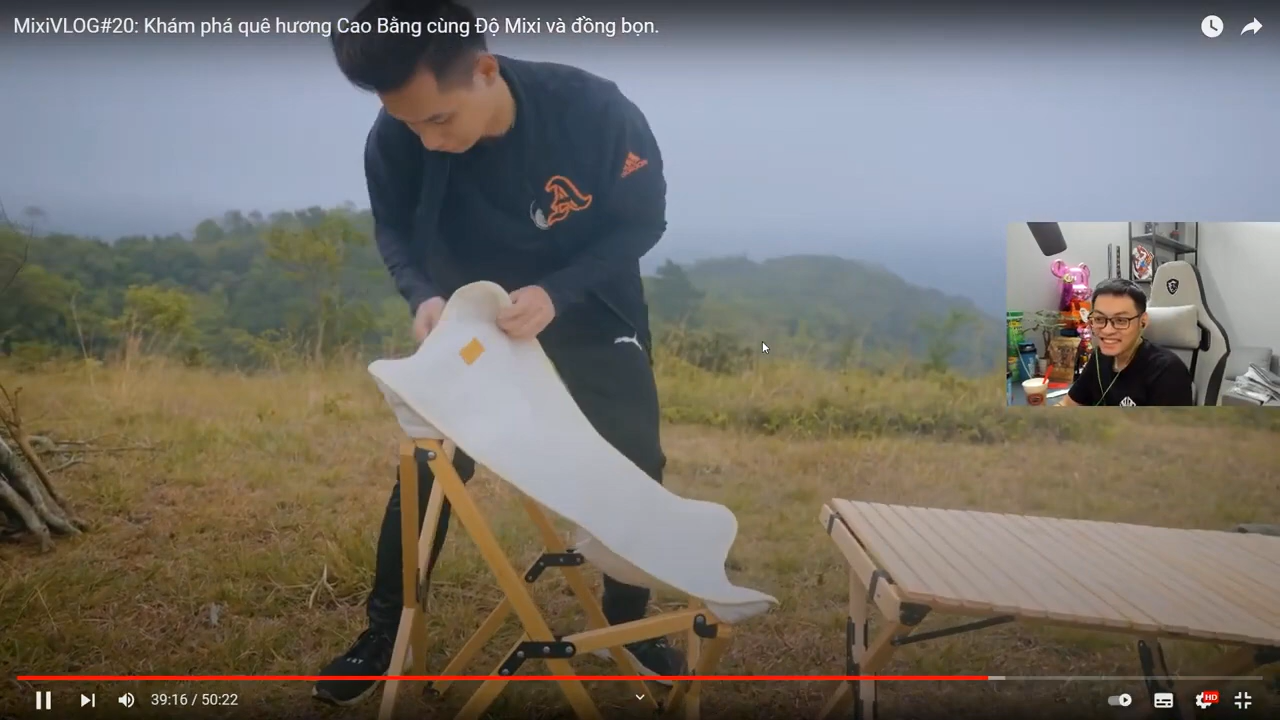 MixiVLOG#20: Khám phá quê hương Cao Bằng cùng Độ Mixi và đồng bọn.
39:16 / 50:22
HD